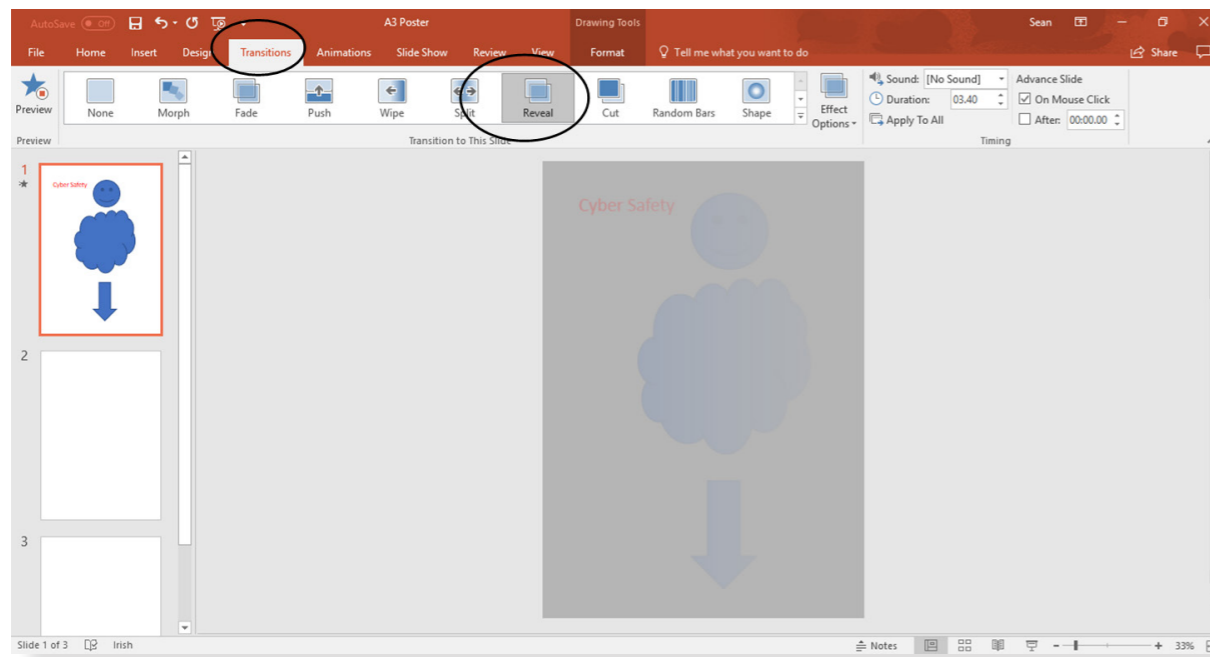 AutoSave Off A3 Poster Drawing Tools Sean
File Home Insert Design Transitions Animations Slide Show Review View Format Tell me what you want to do Share
Preview None Morph Fade Push Wipe Split Reveal Cut Random Bars Shape Effect Options
Sound: [No Sound] Advance Slide
Duration: 03.40 On Mouse Click
Apply To All After: 00:00.00
Preview Transition to This Slide Timing
1
Cyber Safety
Cyber Safety
2
3
Slide 1 of 3 Irish Notes 33%